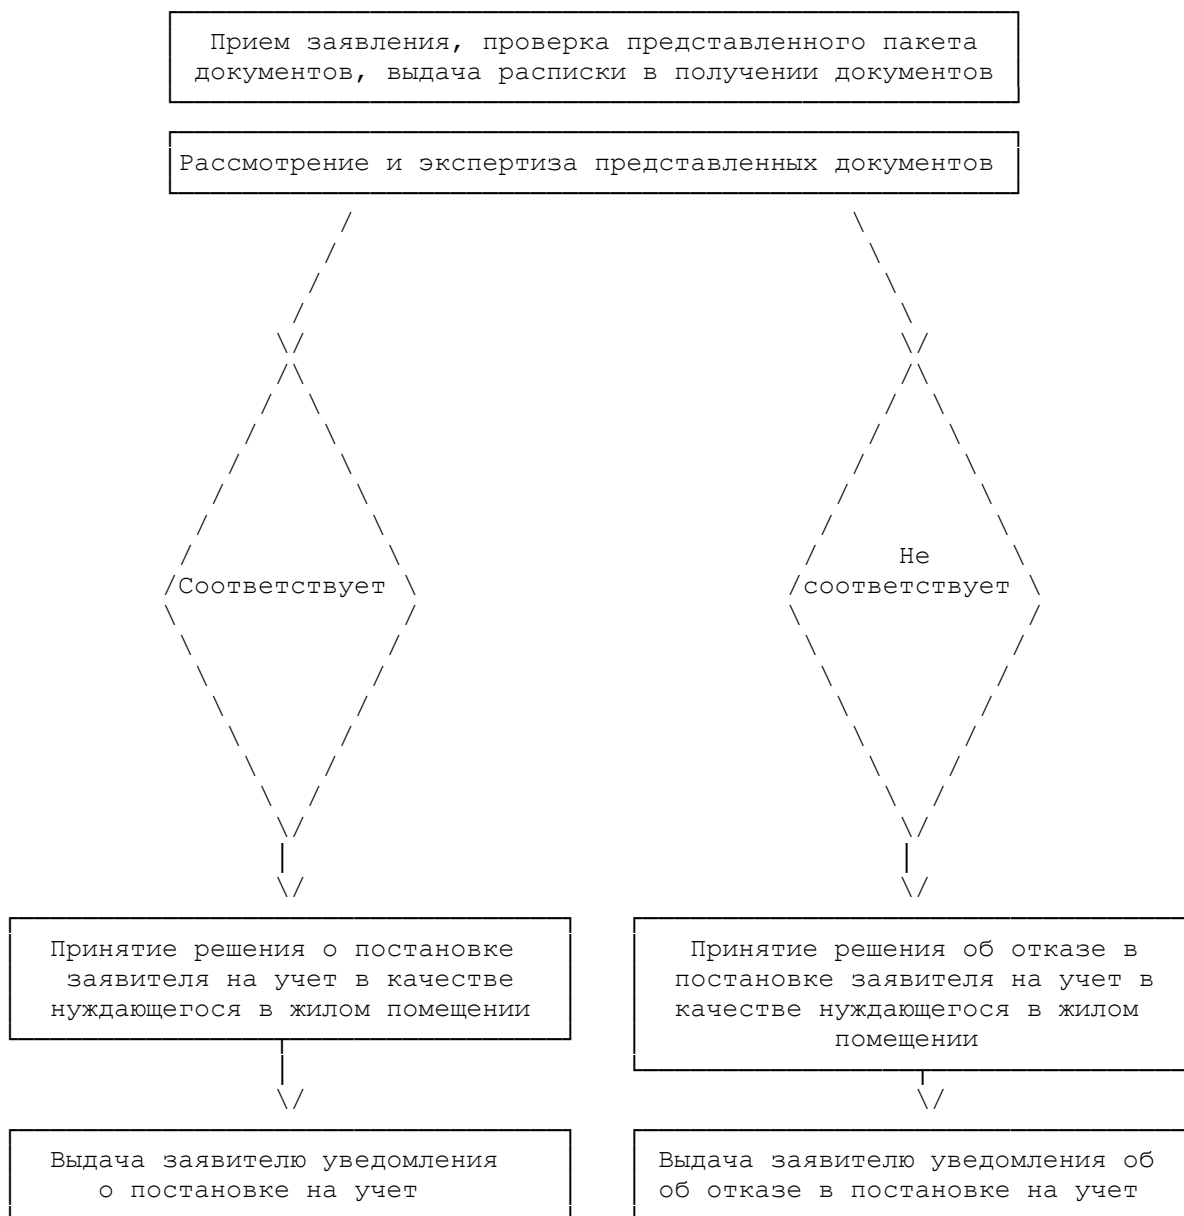 Прием заявления, проверка представленного пакета
документов, выдача расписки в получении документов
Рассмотрение и экспертиза представленных документов
Соответствует
Не
соответствует
Принятие решения о постановке
заявителя на учет в качестве
нуждающегося в жилом помещении
Принятие решения об отказе в
постановке заявителя на учет в
качестве нуждающегося в жилом
помещении
Выдача заявителю уведомления
о постановке на учет
Выдача заявителю уведомления об
об отказе в постановке на учет